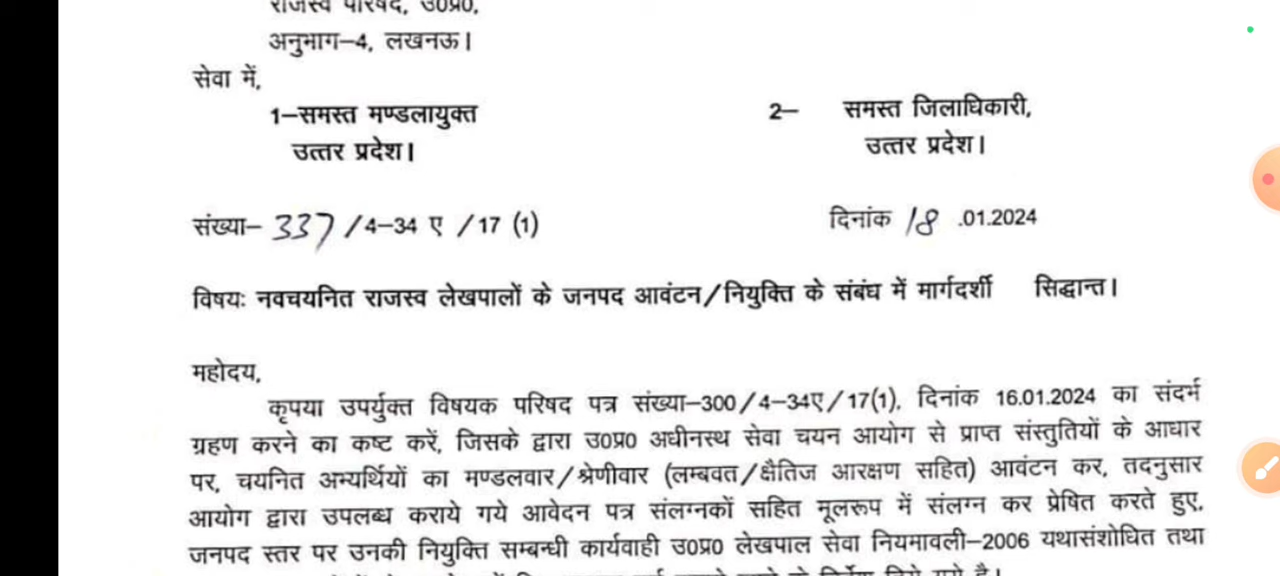 राजस्व परिषद, उ0प्र0,
अनुभाग–4, लखनऊ।
सेवा में,
1–समस्त मण्डलायुक्त 2– समस्त जिलाधिकारी,
उत्तर प्रदेश। उत्तर प्रदेश।
संख्या– 337 /4–34 ए /17 (1) दिनांक 18 .01.2024
विषयः नवचयनित राजस्व लेखपालों के जनपद आवंटन/नियुक्ति के संबंध में मार्गदर्शी सिद्धान्त।
महोदय,
कृपया उपर्युक्त विषयक परिषद पत्र संख्या–300/4–34ए/17(1), दिनांक 16.01.2024 का संदर्भ
ग्रहण करने का कष्ट करें, जिसके द्वारा उ0प्र0 अधीनस्थ सेवा चयन आयोग से प्राप्त संस्तुतियों के आधार
पर, चयनित अभ्यर्थियों का मण्डलवार/श्रेणीवार (लम्बवत/क्षैतिज आरक्षण सहित) आवंटन कर, तदनुसार
आयोग द्वारा उपलब्ध कराये गये आवेदन पत्र संलग्नकों सहित मूलरूप में संलग्न कर प्रेषित करते हुए,
जनपद स्तर पर उनकी नियुक्ति सम्बन्धी कार्यवाही उ0प्र0 लेखपाल सेवा नियमावली–2006 यथासंशोधित तथा